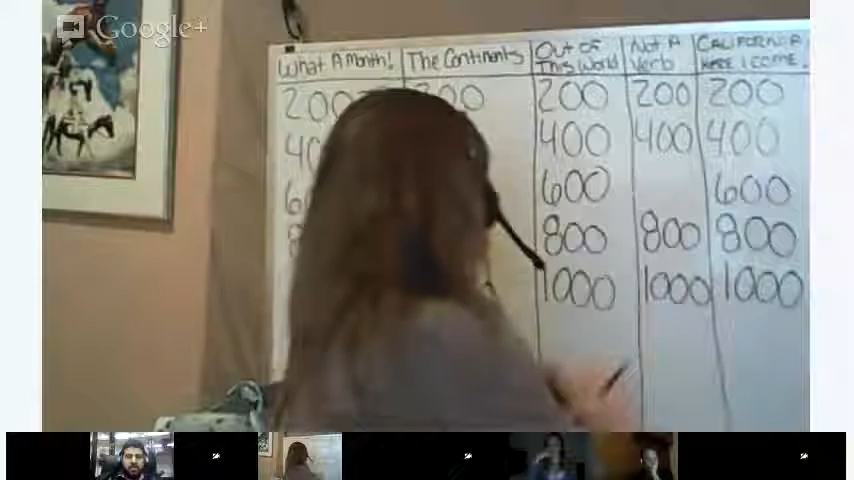 Google+
What A Month! The Continents Out of This World Not A Verb CALIFORNIA HERE I COME!
200 200 200 200 200
400 400 400
600 600
800 800 800
1000 1000 1000